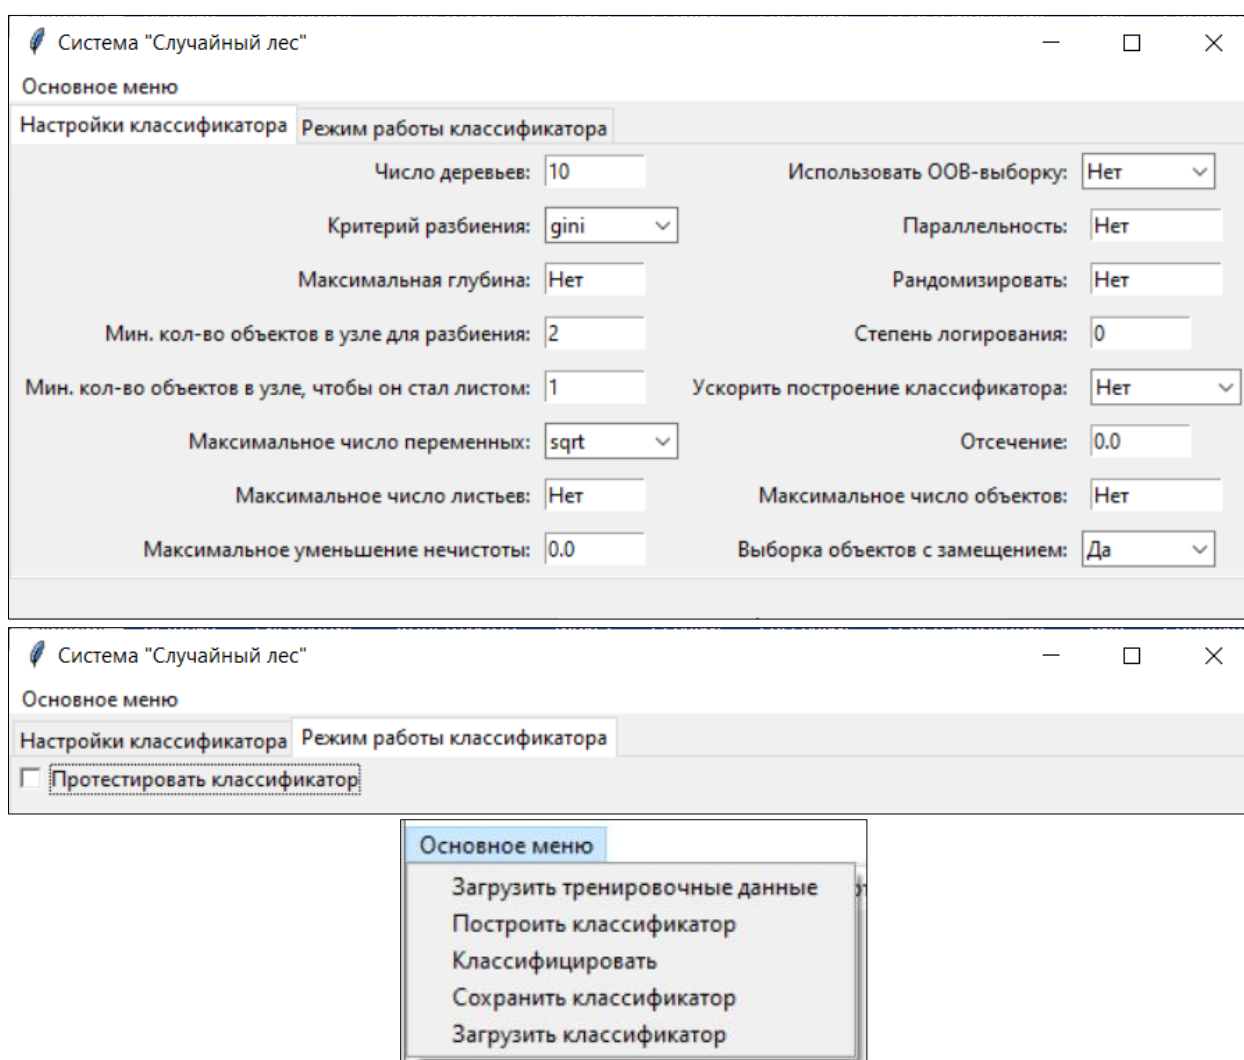 Система "Случайный лес"
Основное меню
Настройки классификатора Режим работы классификатора
Число деревьев: 10 Использовать OOB-выборку: Нет
Критерий разбиения: gini Параллельность: Нет
Максимальная глубина: Нет Рандомизировать: Нет
Мин. кол-во объектов в узле для разбиения: 2 Степень логирования: 0
Мин. кол-во объектов в узле, чтобы он стал листом: 1 Ускорить построение классификатора: Нет
Максимальное число переменных: sqrt Отсечение: 0.0
Максимальное число листьев: Нет Максимальное число объектов: Нет
Максимальное уменьшение нечистоты: 0.0 Выборка объектов с замещением: Да
Система "Случайный лес"
Основное меню
Настройки классификатора Режим работы классификатора
Протестировать классификатор
Основное меню
Загрузить тренировочные данные
Построить классификатор
Классифицировать
Сохранить классификатор
Загрузить классификатор